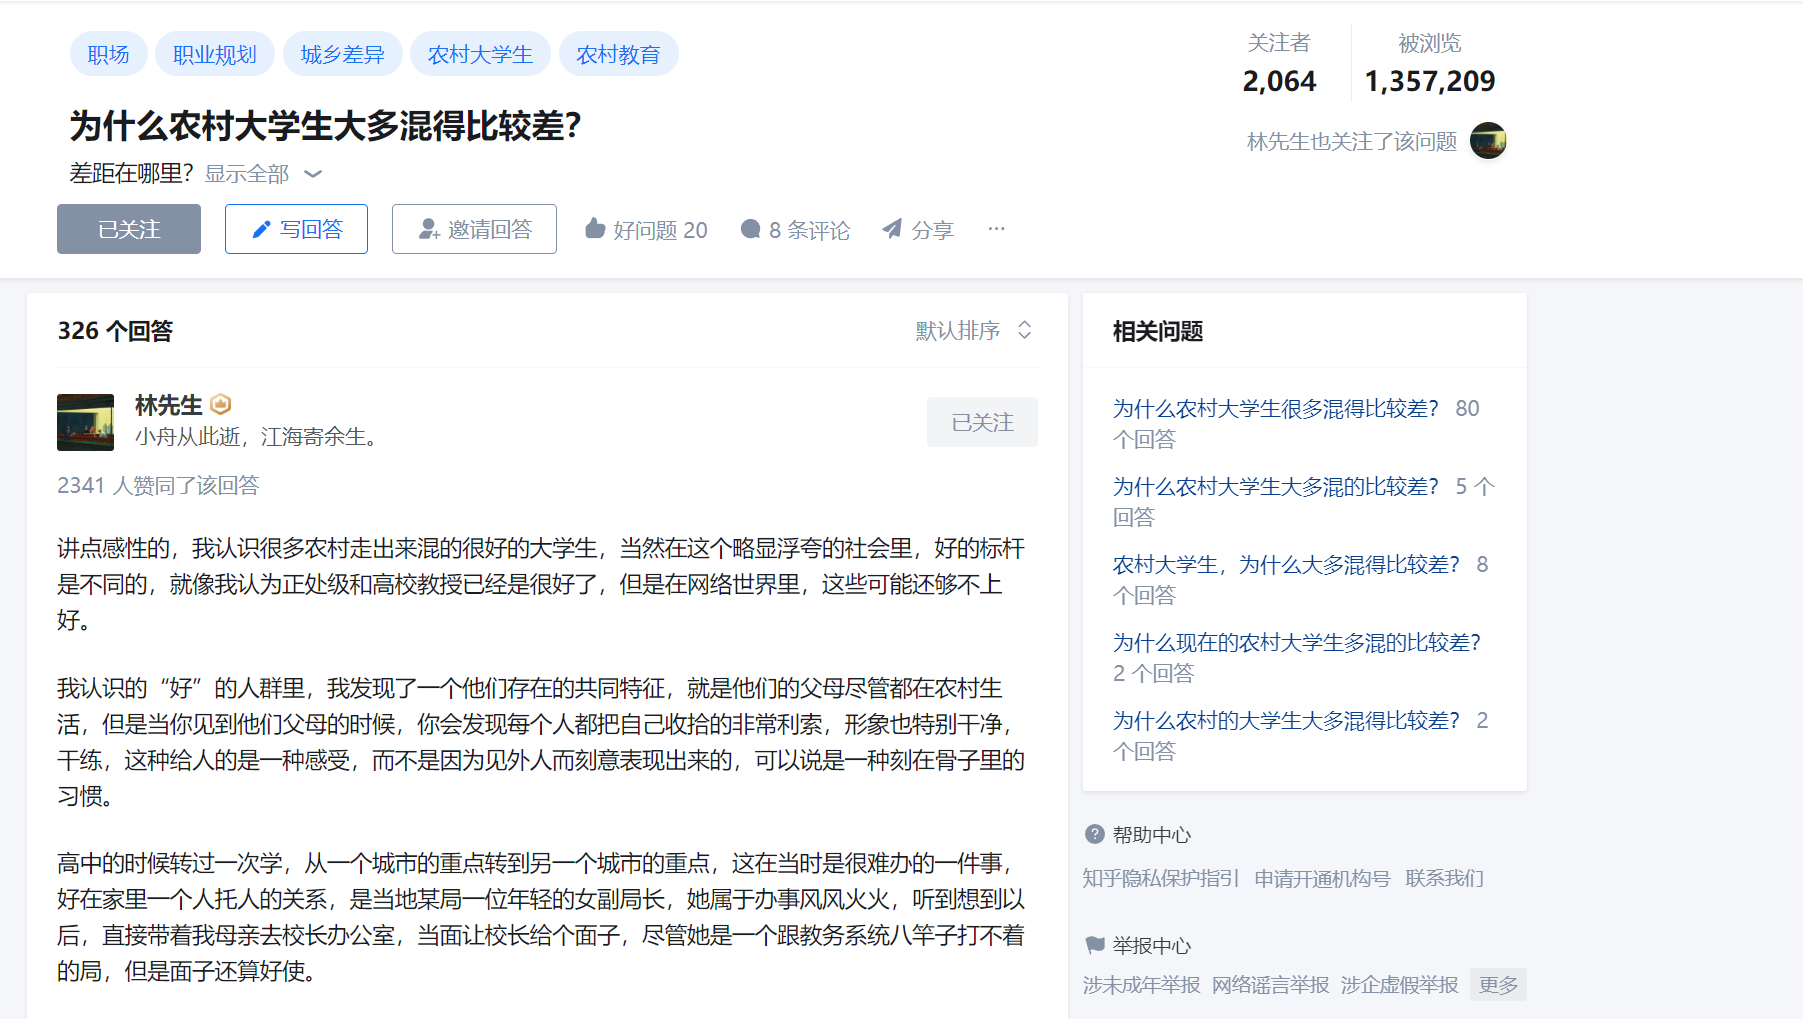 职场 职业规划 城乡差异 农村大学生 农村教育
关注者 被浏览
2,064 1,357,209
为什么农村大学生大多混得比较差?
林先生也关注了该问题
差距在哪里? 显示全部
已关注 写回答 邀请回答 好问题 20 8 条评论 分享 ···
326 个回答 默认排序
林先生
小舟从此逝，江海寄余生。
已关注
2341 人赞同了该回答
讲点感性的，我认识很多农村走出来混的很好的大学生，当然在这个略显浮夸的社会里，好的标杆
是不同的，就像我认为正处级和高校教授已经是很好了，但是在网络世界里，这些可能还够不上
好。
我认识的“好”的人群里，我发现了一个他们存在的共同特征，就是他们的父母尽管都在农村生
活，但是当你见到他们父母的时候，你会发现每个人都把自己收拾的非常利索，形象也特别干净，
干练，这种给人的是一种感受，而不是因为见外人而刻意表现出来的，可以说是一种刻在骨子里的
习惯。
高中的时候转过一次学，从一个城市的重点转到另一个城市的重点，这在当时是很难办的一件事，
好在家里一个人托人的关系，是当地某局一位年轻的女副局长，她属于办事风风火火，听到想到以
后，直接带着我母亲去校长办公室，当面让校长给个面子，尽管她是一个跟教务系统八竿子打不着
的局，但是面子还算好使。
相关问题
为什么农村大学生很多混得比较差? 80
个回答
为什么农村大学生大多混的比较差? 5 个
回答
农村大学生，为什么大多混得比较差? 8
个回答
为什么现在的农村大学生多混的比较差?
2 个回答
为什么农村的大学生大多混得比较差? 2
个回答
帮助中心
知乎隐私保护指引 申请开通机构号 联系我们
举报中心
涉未成年举报 网络谣言举报 涉企虚假举报 更多